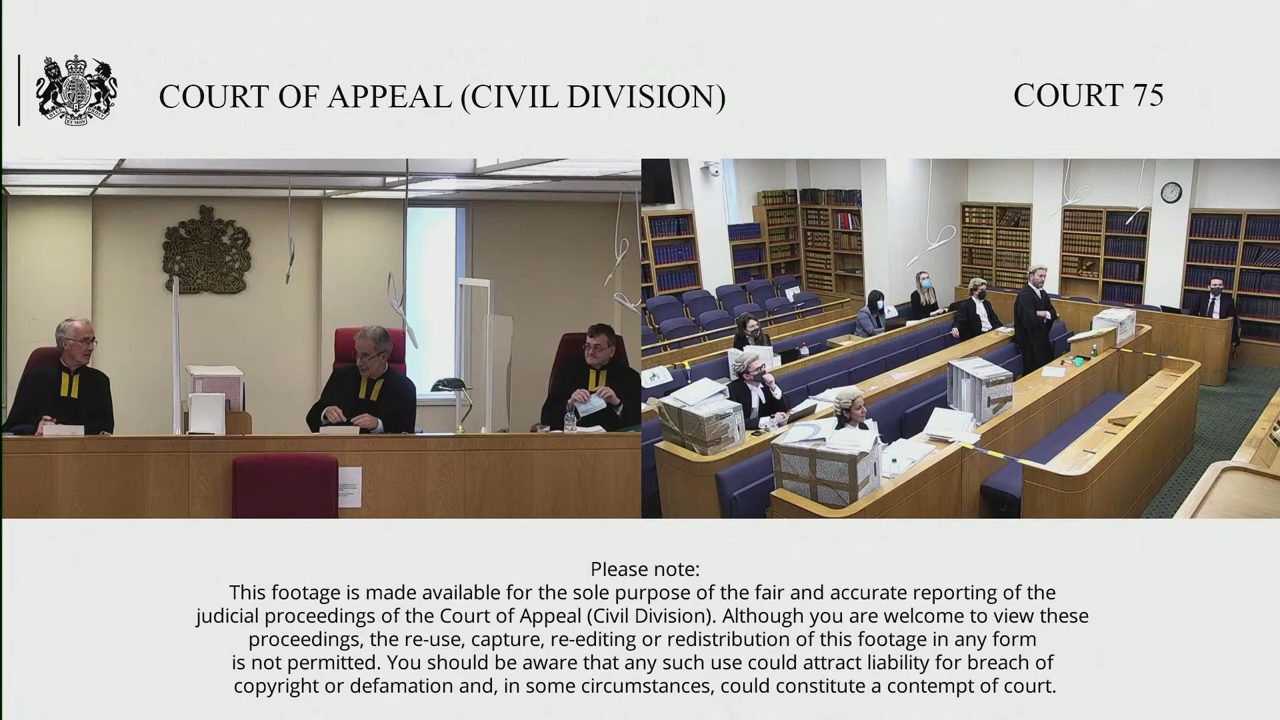 COURT OF APPEAL (CIVIL DIVISION)
COURT 75
Please note:
This footage is made available for the sole purpose of the fair and accurate reporting of the
judicial proceedings of the Court of Appeal (Civil Division). Although you are welcome to view these
proceedings, the re-use, capture, re-editing or redistribution of this footage in any form
is not permitted. You should be aware that any such use could attract liability for breach of
copyright or defamation and, in some circumstances, could constitute a contempt of court.